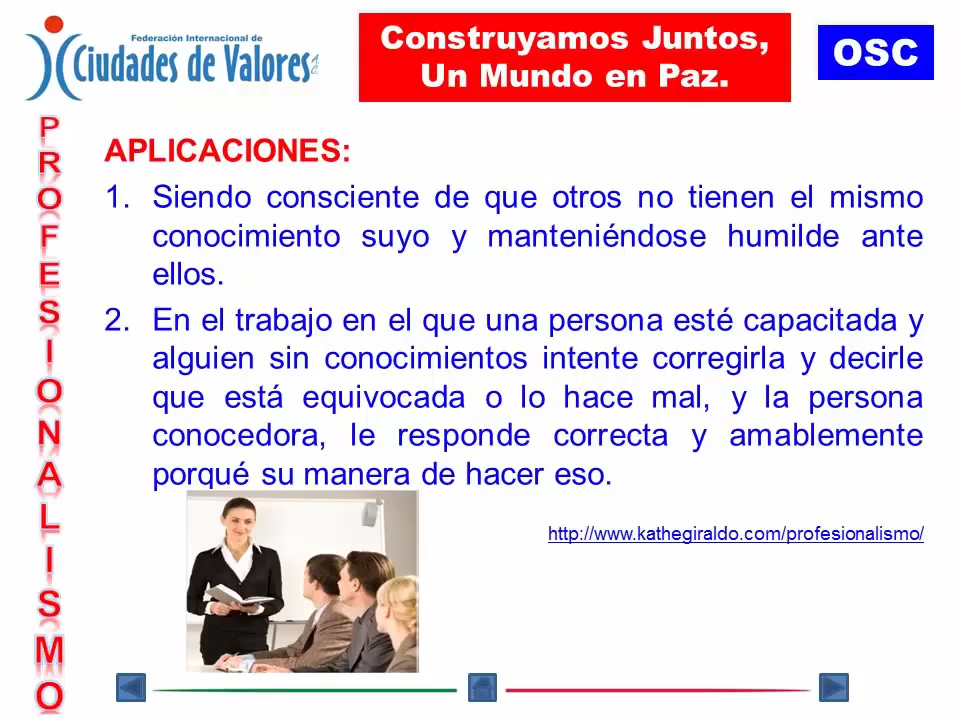 Federación Internacional de
Ciudades de Valores A.C.
Construyamos Juntos,
Un Mundo en Paz.
OSC
PROFESIONALISMO
APLICACIONES:
1. Siendo consciente de que otros no tienen el mismo
conocimiento suyo y manteniéndose humilde ante
ellos.
2. En el trabajo en el que una persona esté capacitada y
alguien sin conocimientos intente corregirla y decirle
que está equivocada o lo hace mal, y la persona
conocedora, le responde correcta y amablemente
porqué su manera de hacer eso.
http://www.kathegiraldo.com/profesionalismo/